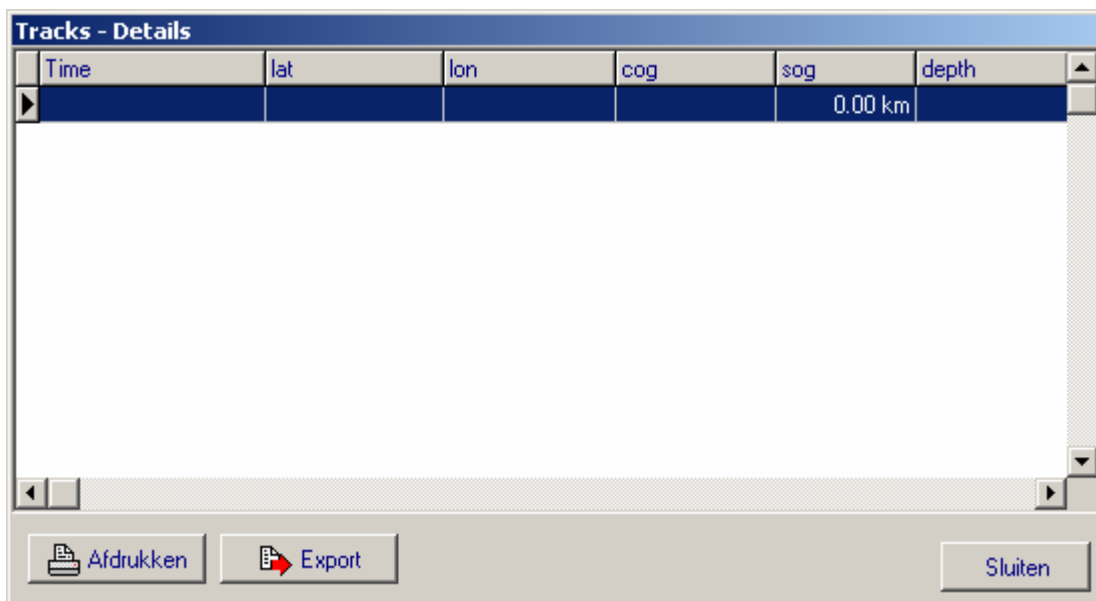 Tracks - Details
Time lat lon cog sog depth
0.00 km
Afdrukken Export Sluiten